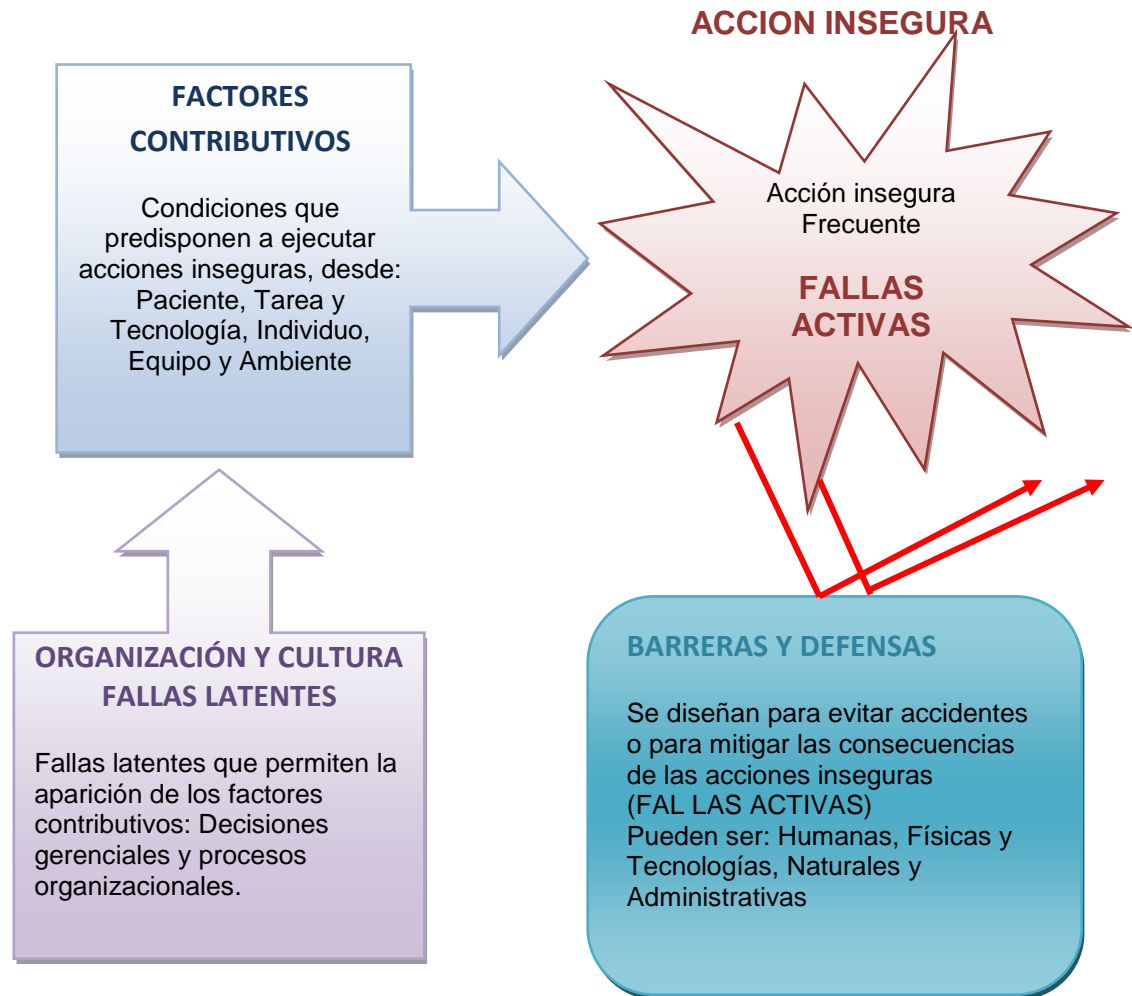 ACCION INSEGURA
FACTORES
CONTRIBUTIVOS
Condiciones que
predisponen a ejecutar
acciones inseguras, desde:
Paciente, Tarea y
Tecnología, Individuo,
Equipo y Ambiente
Acción insegura
Frecuente
FALLAS
ACTIVAS
ORGANIZACIÓN Y CULTURA
FALLAS LATENTES
Fallas latentes que permiten la
aparición de los factores
contributivos: Decisiones
gerenciales y procesos
organizacionales.
BARRERAS Y DEFENSAS
Se diseñan para evitar accidentes
o para mitigar las consecuencias
de las acciones inseguras
(FAL LAS ACTIVAS)
Pueden ser: Humanas, Físicas y
Tecnologías, Naturales y
Administrativas